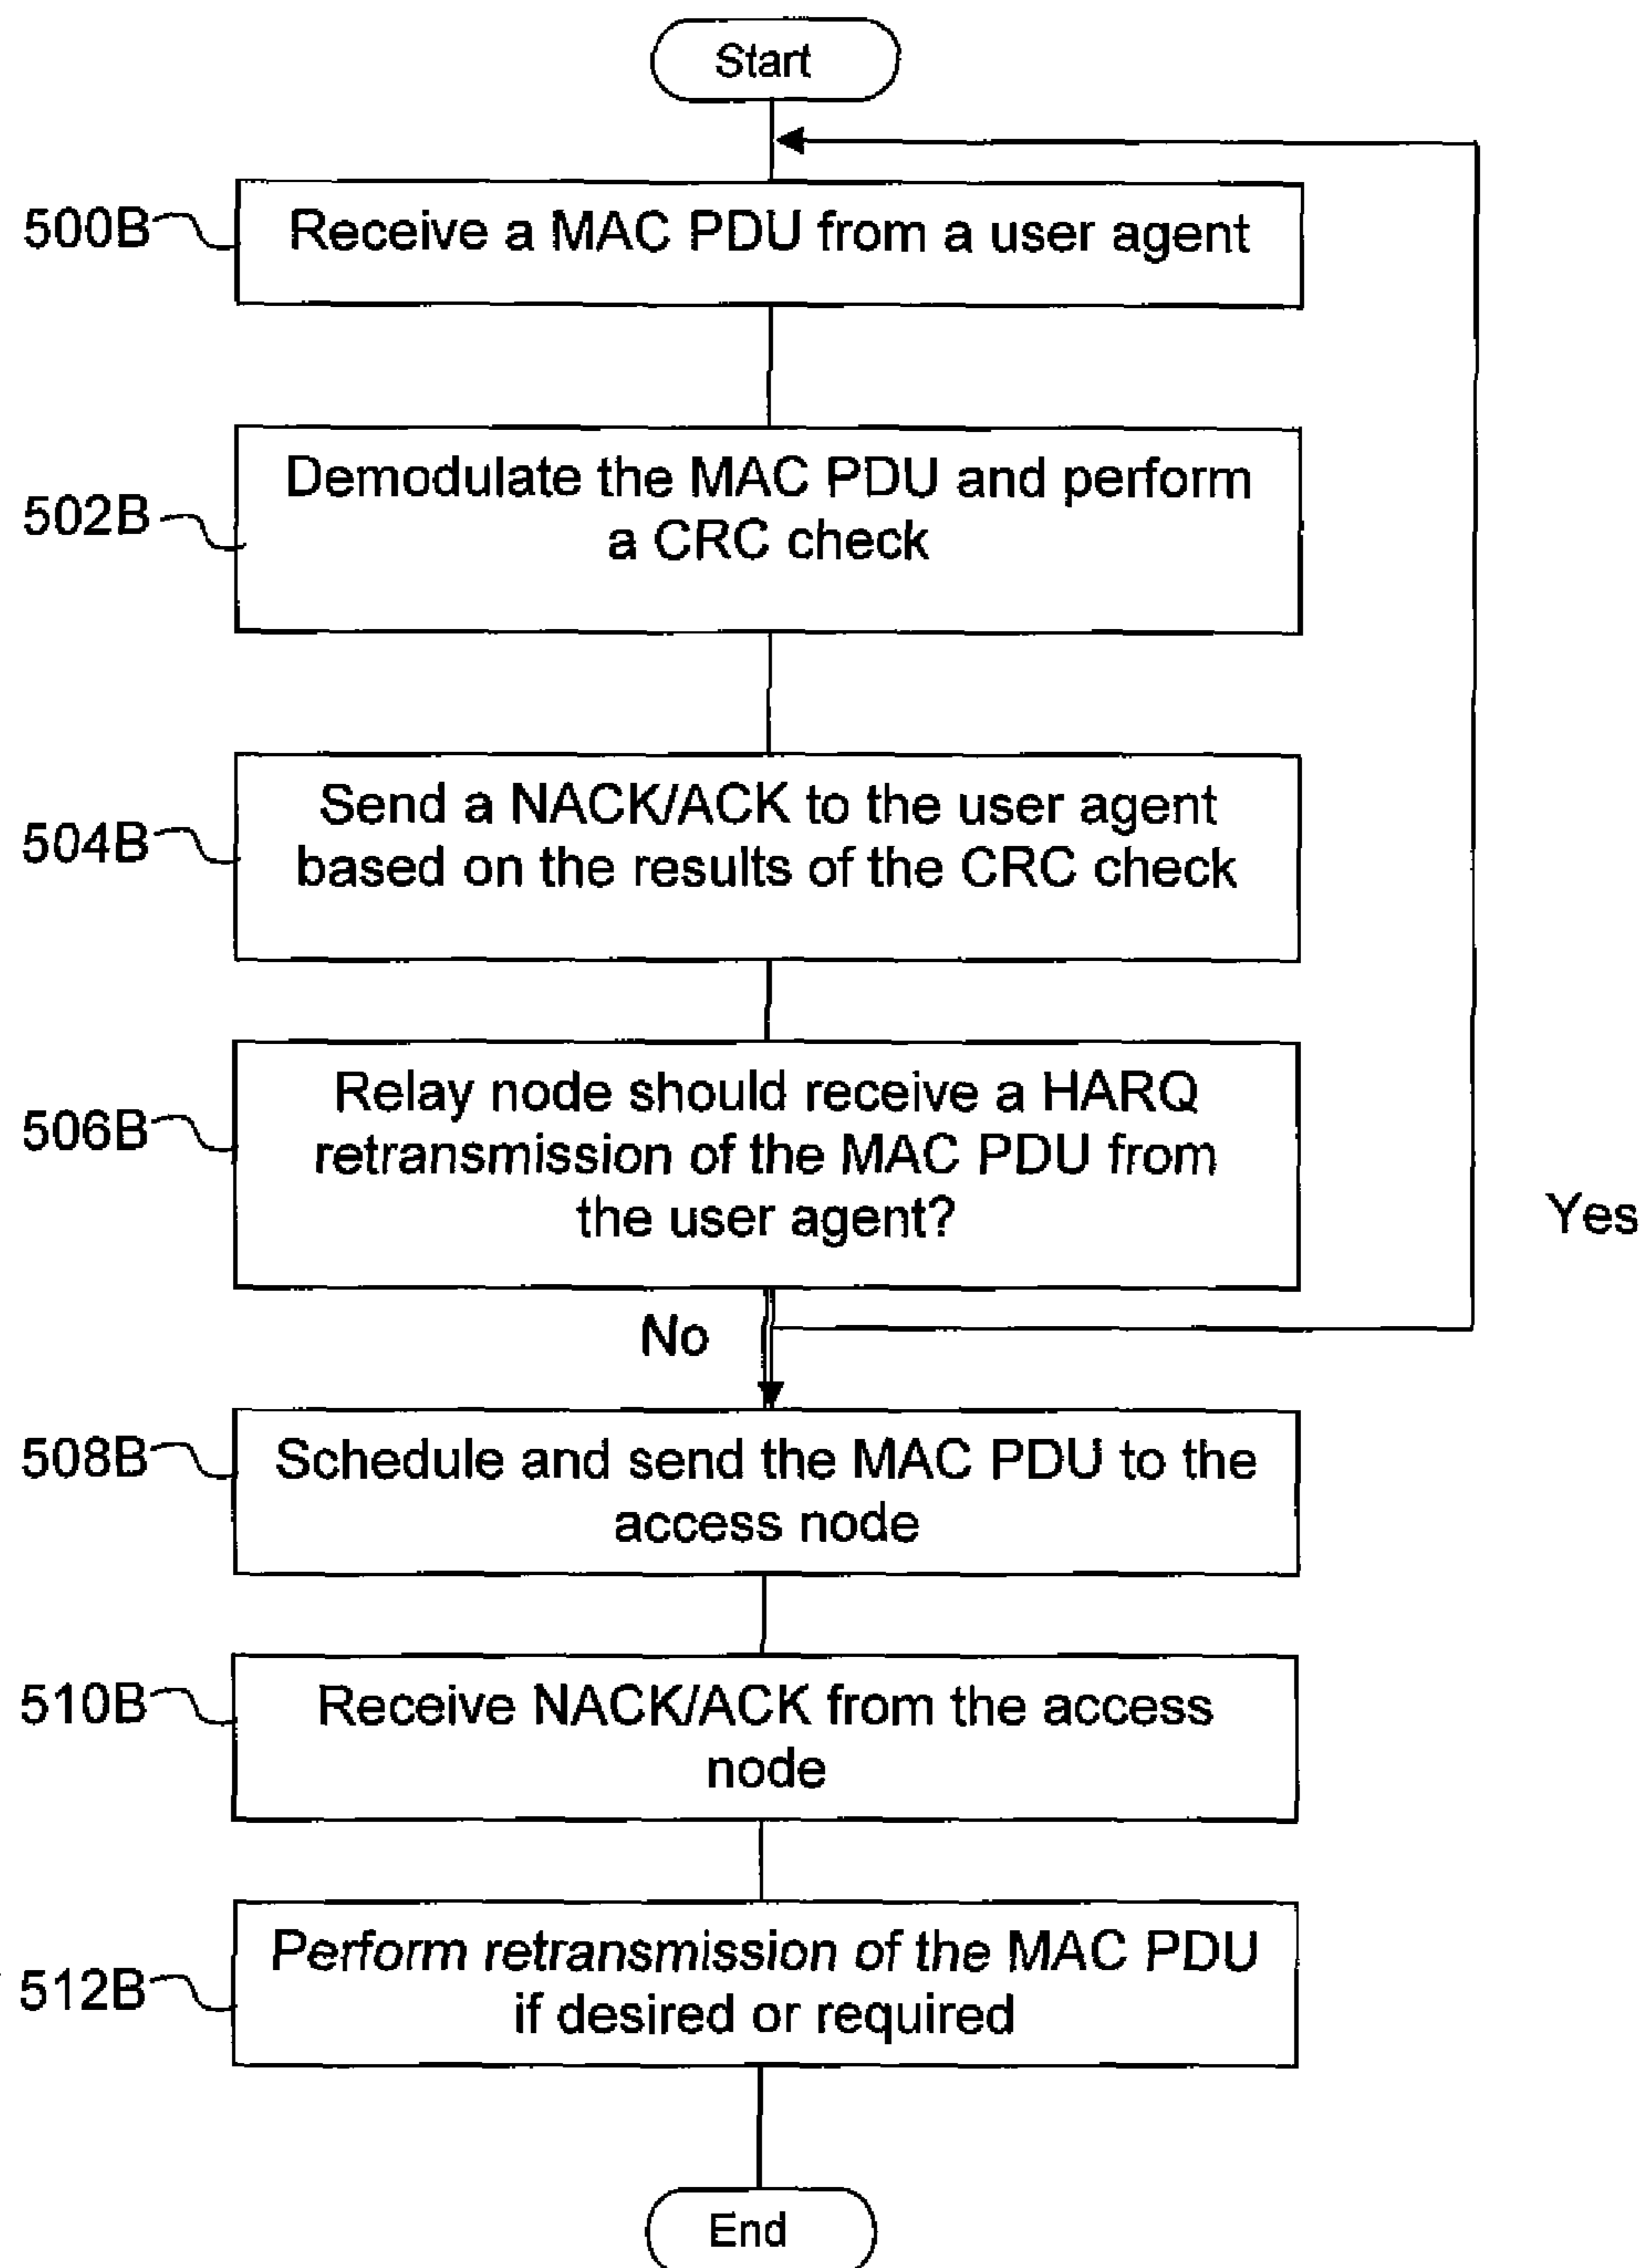 Start
500B
Receive a MAC PDU from a user agent
502B
Demodulate the MAC PDU and perform
a CRC check
504B
Send a NACK/ACK to the user agent
based on the results of the CRC check
506B
Relay node should receive a HARQ
retransmission of the MAC PDU from
the user agent?
Yes
No
508B
Schedule and send the MAC PDU to the
access node
510B
Receive NACK/ACK from the access
node
512B
Perform retransmission of the MAC PDU
if desired or required
End